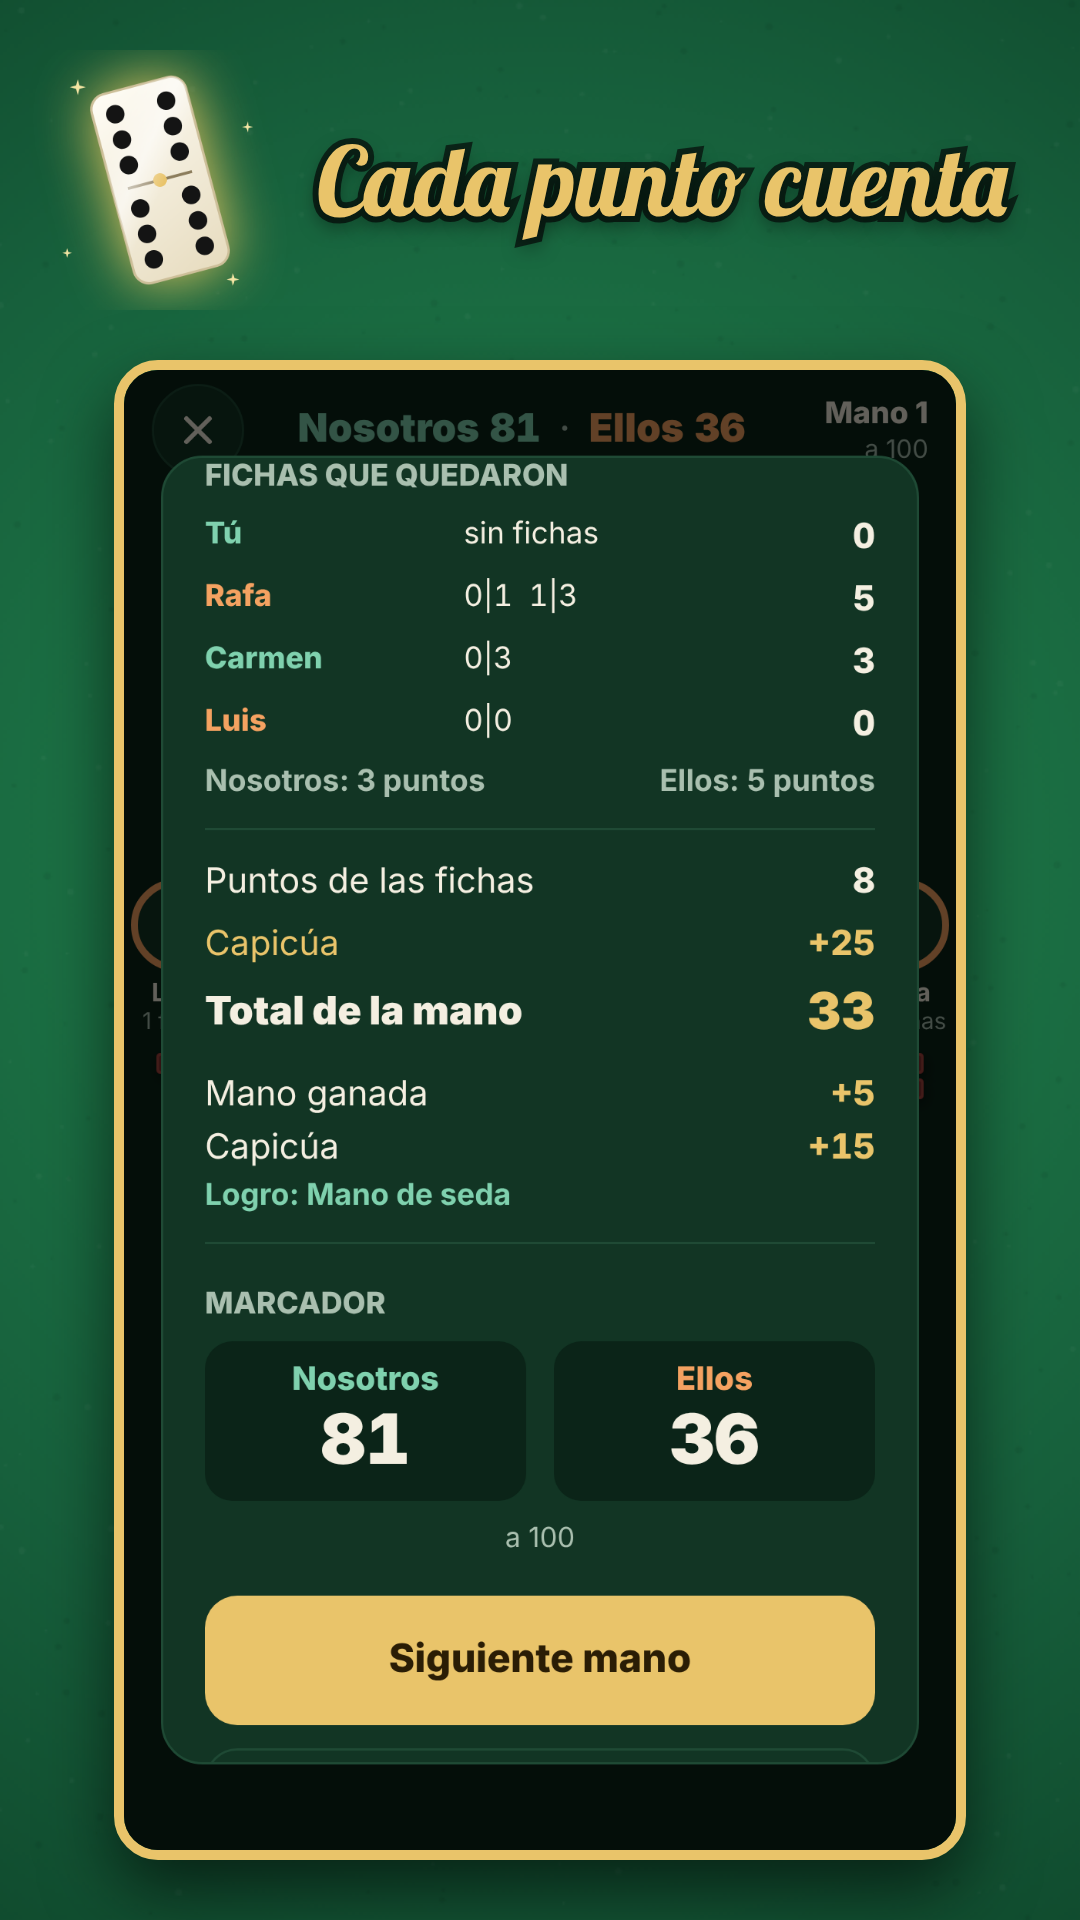 Cada punto cuenta
Nosotros 81 · Ellos 36
Mano 1
a 100
FICHAS QUE QUEDARON
Tú sin fichas 0
Rafa 0|1 1|3 5
Carmen 0|3 3
Luis 0|0 0
Nosotros: 3 puntos Ellos: 5 puntos
Puntos de las fichas 8
Capicúa +25
Total de la mano 33
Mano ganada +5
Capicúa +15
Logro: Mano de seda
MARCADOR
Nosotros Ellos
81 36
a 100
Siguiente mano